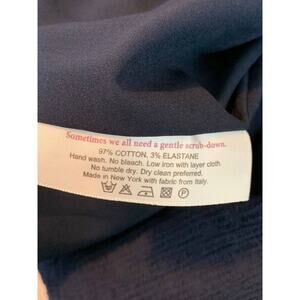 Sometimes we all need a gentle scrub-down.
97% COTTON, 3% ELASTANE
Hand wash. No bleach. Low iron with layer cloth.
No tumble dry. Dry clean preferred.
Made in New York with fabric from Italy.
P